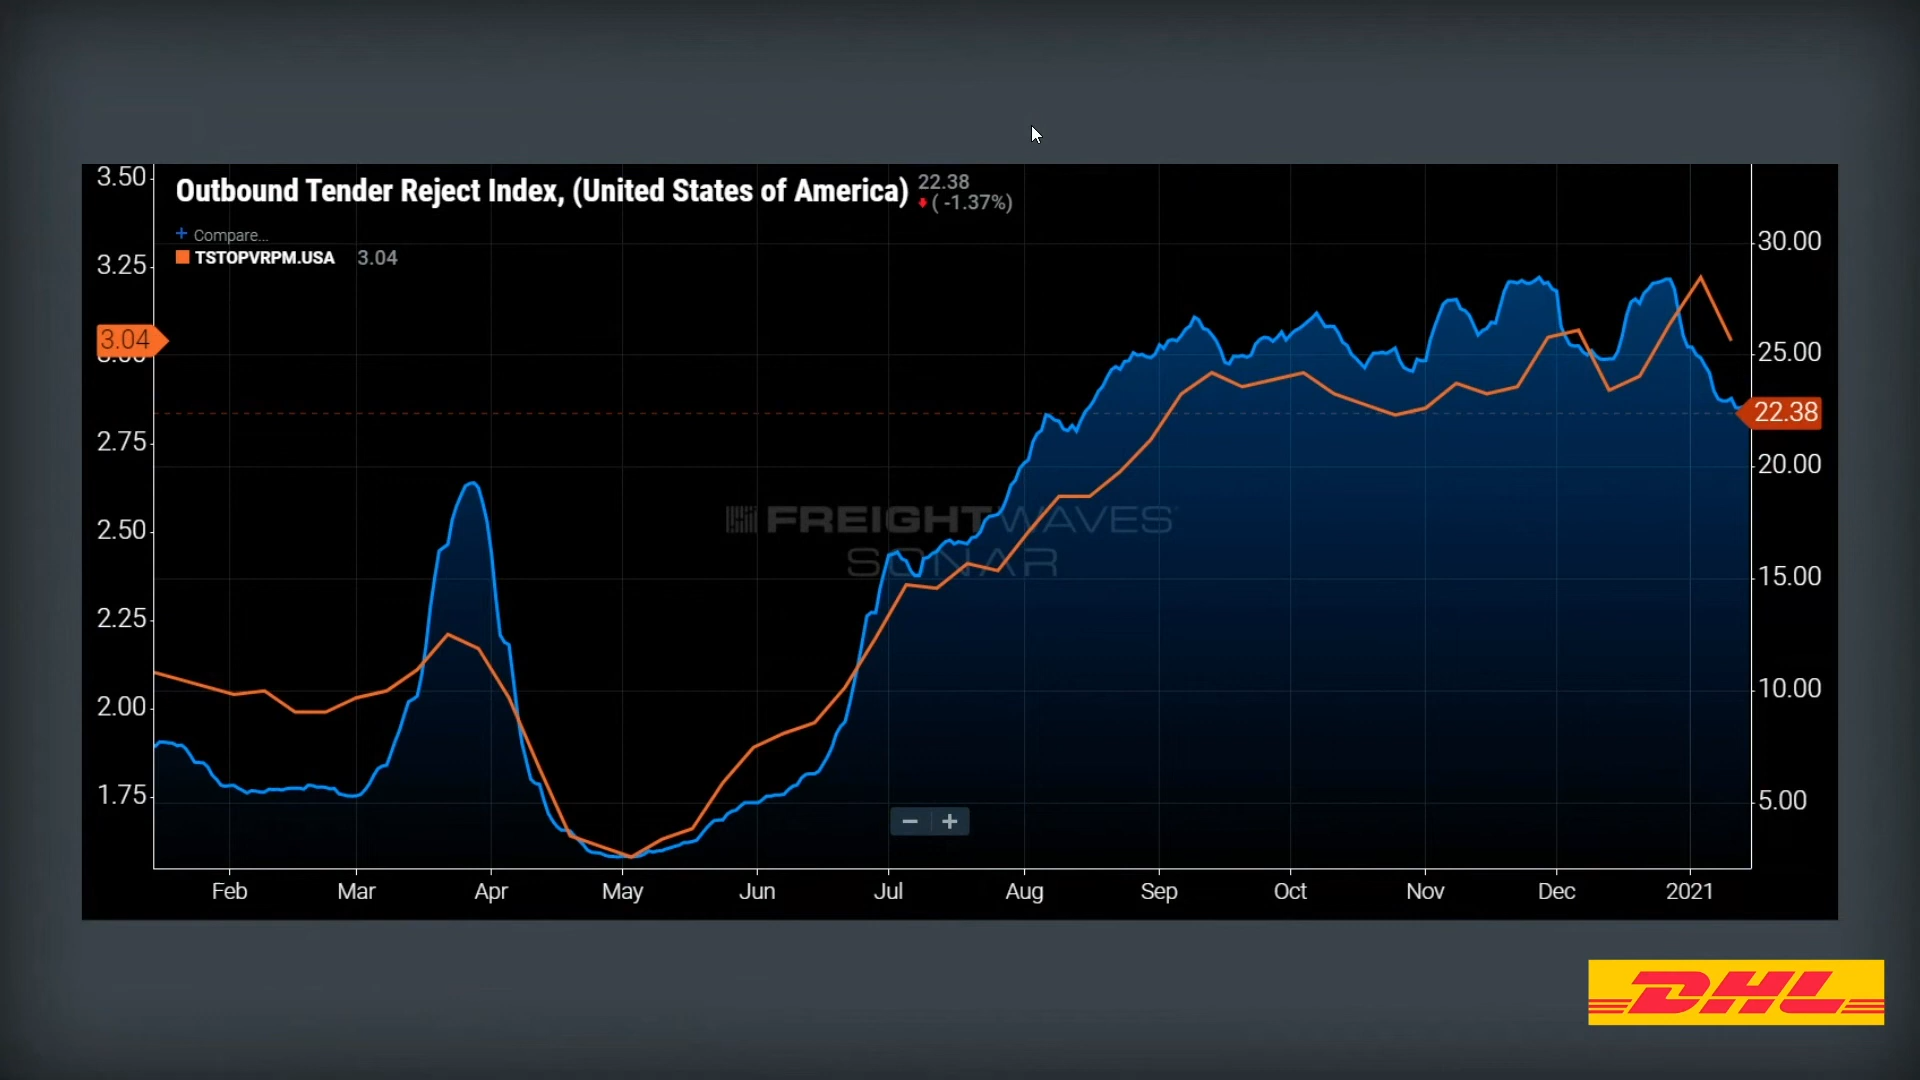 Outbound Tender Reject Index, (United States of America) 22.38
( -1.37%)
+ Compare...
TSTOPVRPM.USA 3.04
3.50
3.25
3.04
3.00
2.75
2.50
2.25
2.00
1.75
30.00
25.00
22.38
20.00
15.00
10.00
5.00
FREIGHTWAVES
SONAR
− +
Feb Mar Apr May Jun Jul Aug Sep Oct Nov Dec 2021
DHL